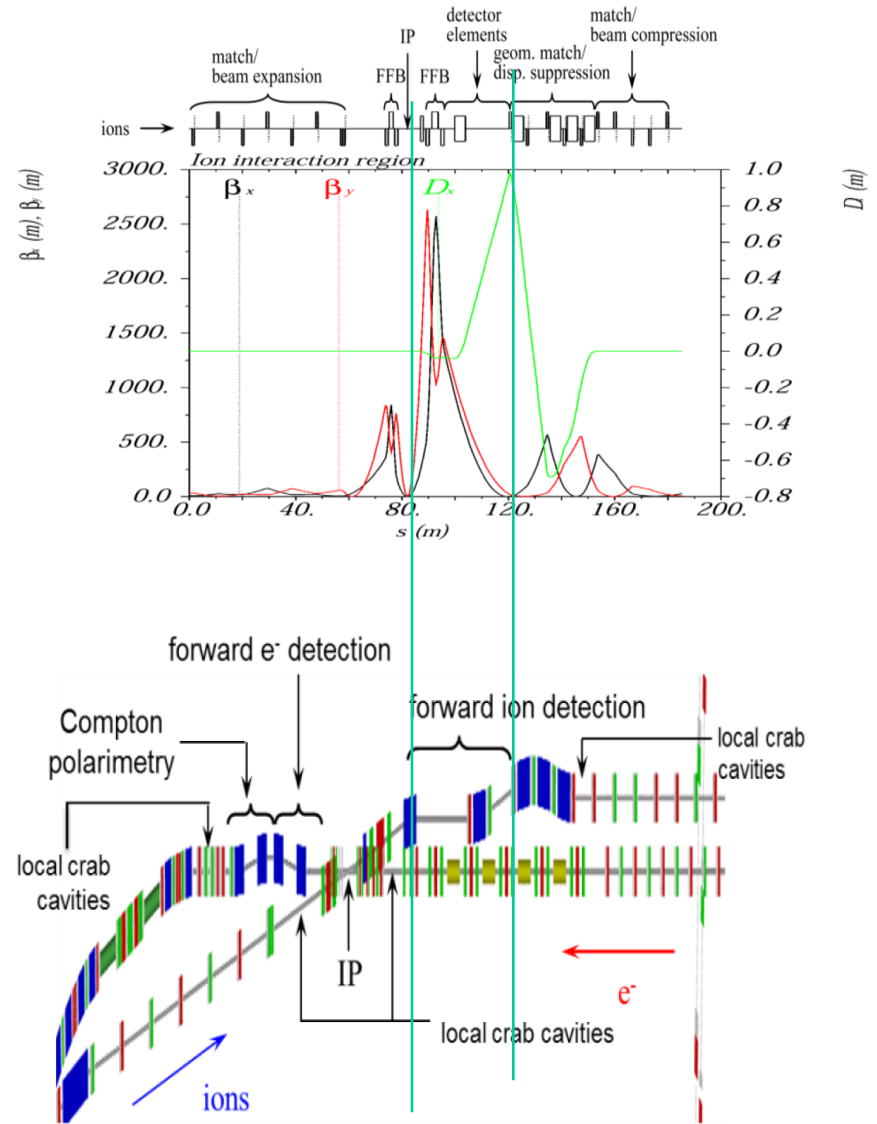 detector
elements
match/
beam compression
IP
geom. match/
disp. suppression
match/
beam expansion
FFB
FFB
ions
Ion interaction region
3000.
2500.
2000.
1500.
1000.
500.
0.0
βx (m), βy (m)
βx
βy
Dx
1.0
0.8
0.6
0.4
0.2
0.0
-0.2
-0.4
-0.6
-0.8
D (m)
0.0
40.
80.
120.
160.
200.
s (m)
forward e- detection
Compton
polarimetry
forward ion detection
local crab
cavities
local crab
cavities
IP
e-
local crab cavities
ions